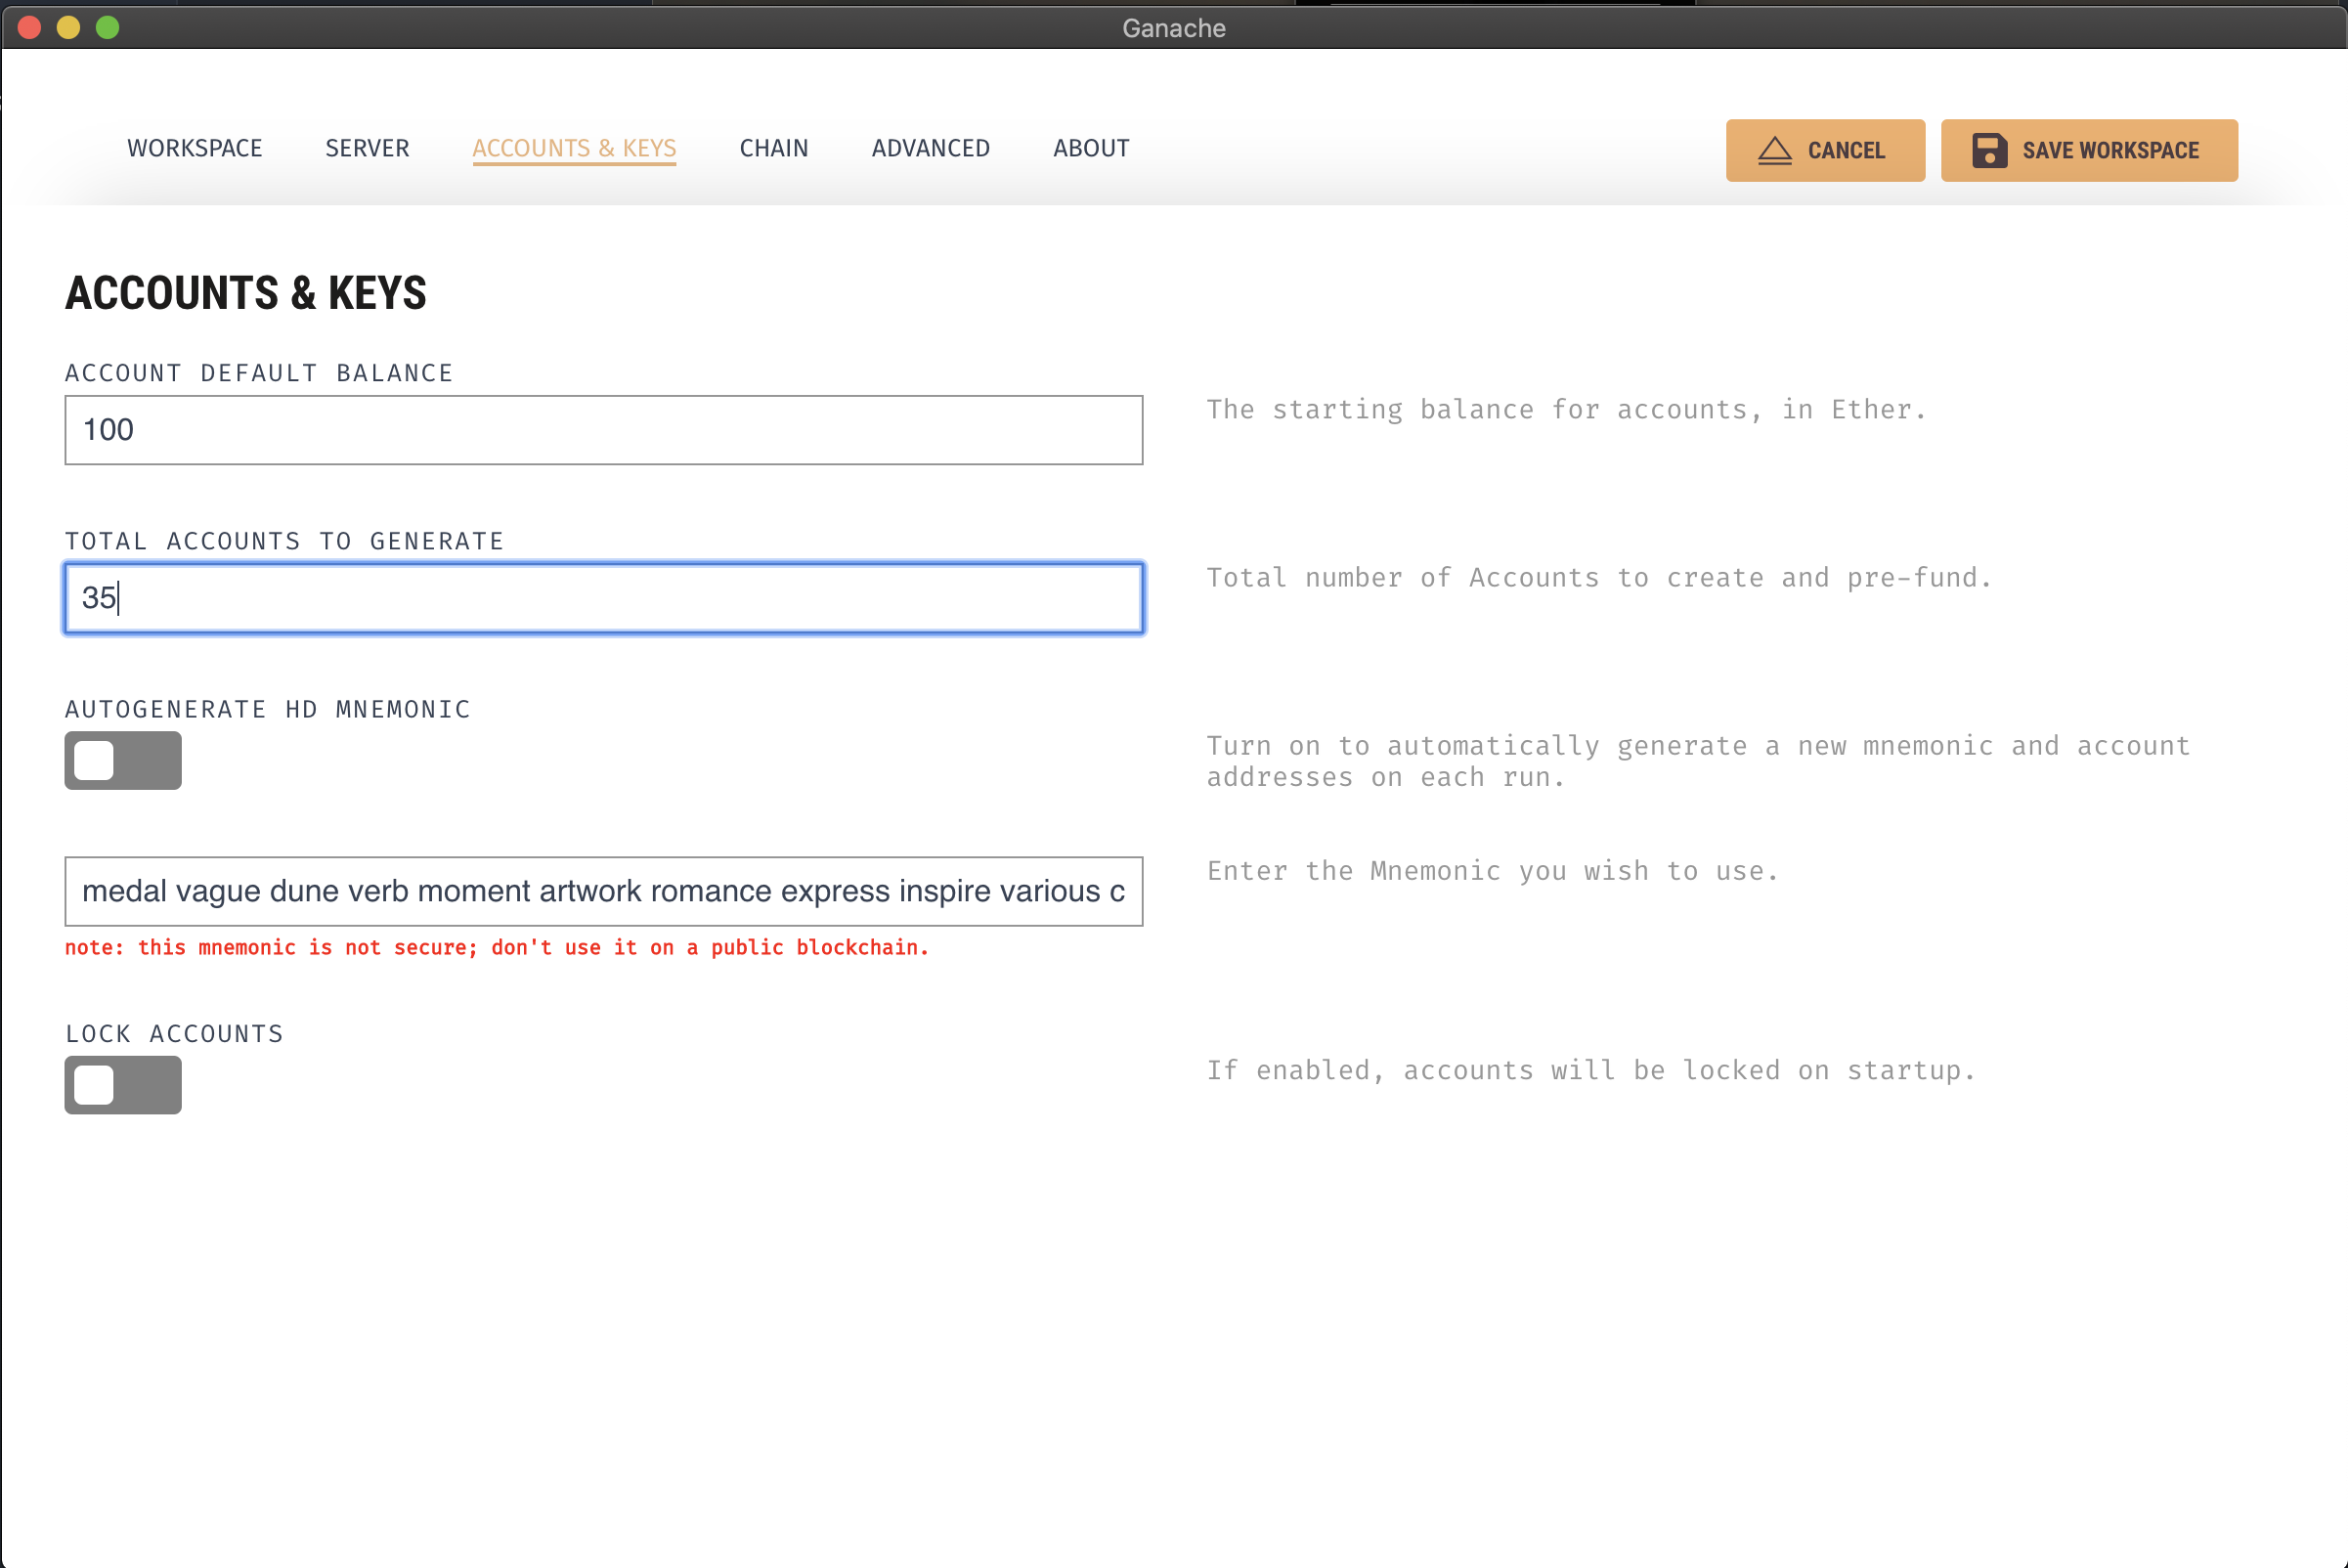 Ganache
WORKSPACE SERVER ACCOUNTS & KEYS CHAIN ADVANCED ABOUT CANCEL SAVE WORKSPACE
ACCOUNTS & KEYS
ACCOUNT DEFAULT BALANCE
100
The starting balance for accounts, in Ether.
TOTAL ACCOUNTS TO GENERATE
35
Total number of Accounts to create and pre-fund.
AUTOGENERATE HD MNEMONIC
Turn on to automatically generate a new mnemonic and account
addresses on each run.
medal vague dune verb moment artwork romance express inspire various c
Enter the Mnemonic you wish to use.
note: this mnemonic is not secure; don't use it on a public blockchain.
LOCK ACCOUNTS
If enabled, accounts will be locked on startup.